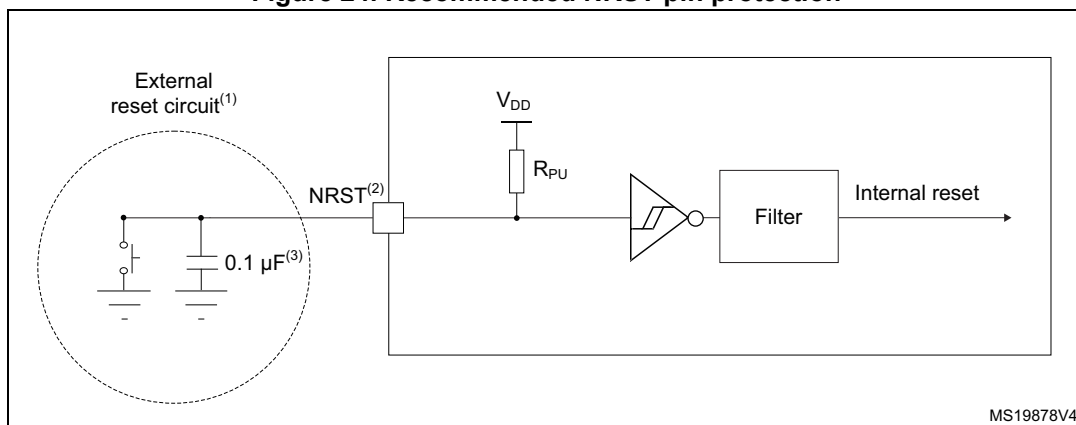 Figure Recommended NRST pin protection
External
reset circuit(1)
VDD
RPU
NRST(2)
Internal reset
Filter
0.1 µF(3)
MS19878V4